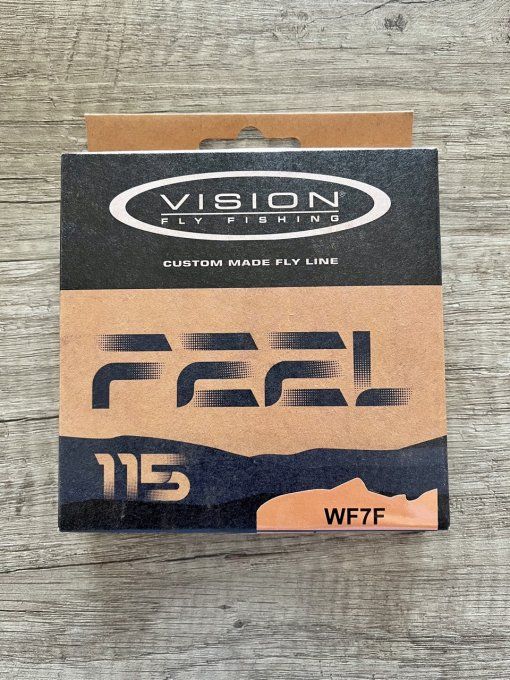 VISION®
FLY FISHING
CUSTOM MADE FLY LINE
FEEL
115
WF7F